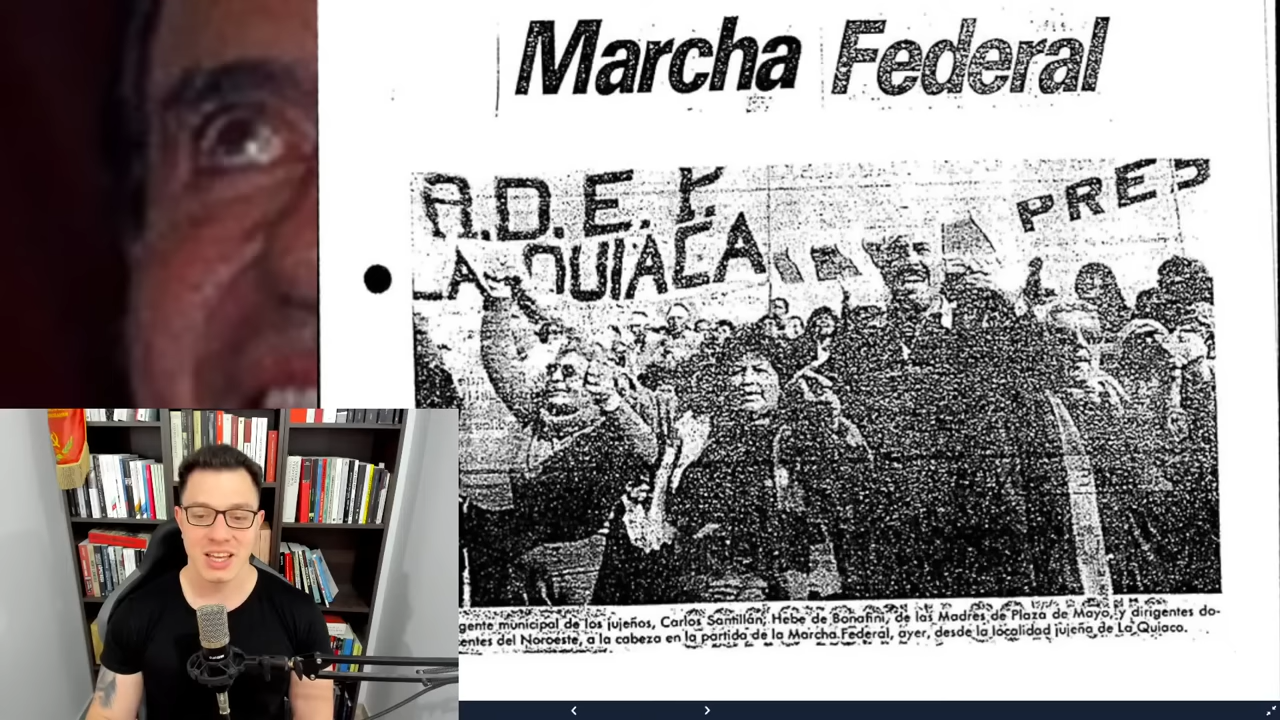 Marcha Federal
A.D.E.P.
LA QUIACA
PRES
gente municipal de los jujeños, Carlos Santillán; Hebe de Bonafini, de las Madres de Plaza de Mayo, y dirigentes do-
entes del Noroeste, a la cabeza en la partida de la Marcha Federal, ayer, desde la localidad jujeña de La Quiaca.